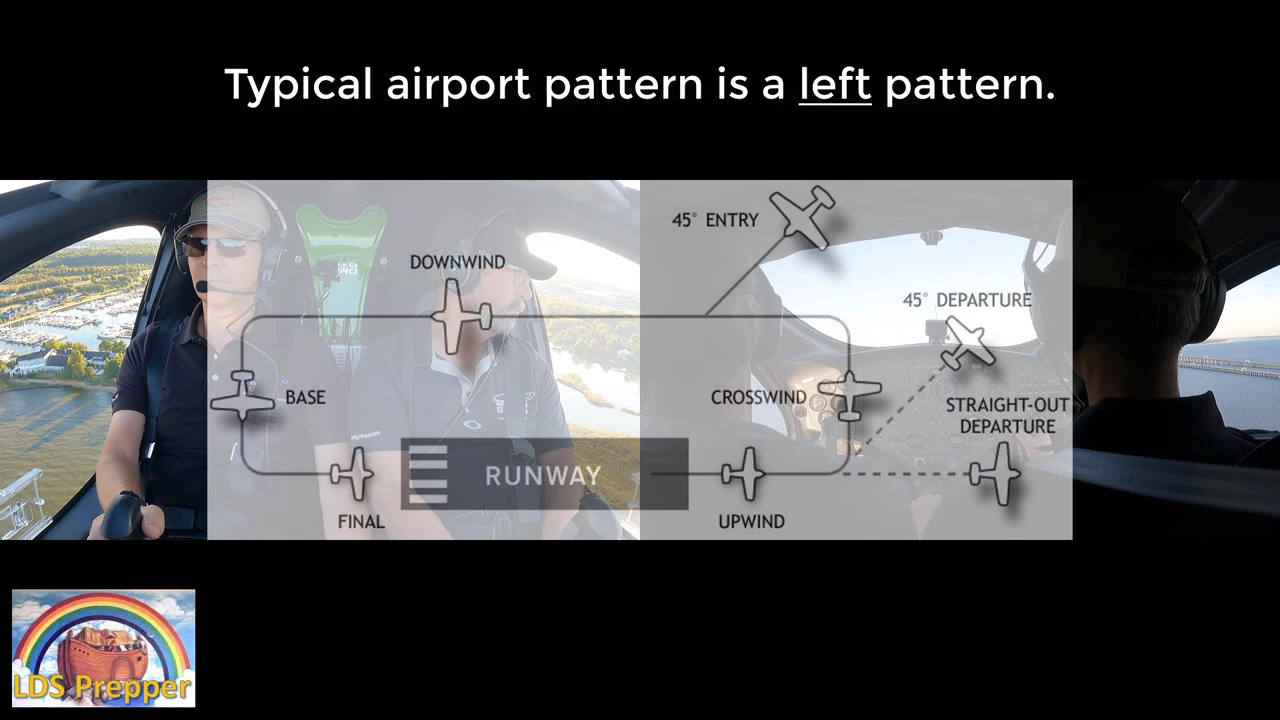 Typical airport pattern is a left pattern.
45° ENTRY
DOWNWIND
45° DEPARTURE
BASE
CROSSWIND
STRAIGHT-OUT
DEPARTURE
RUNWAY
FINAL
UPWIND
LDS Prepper